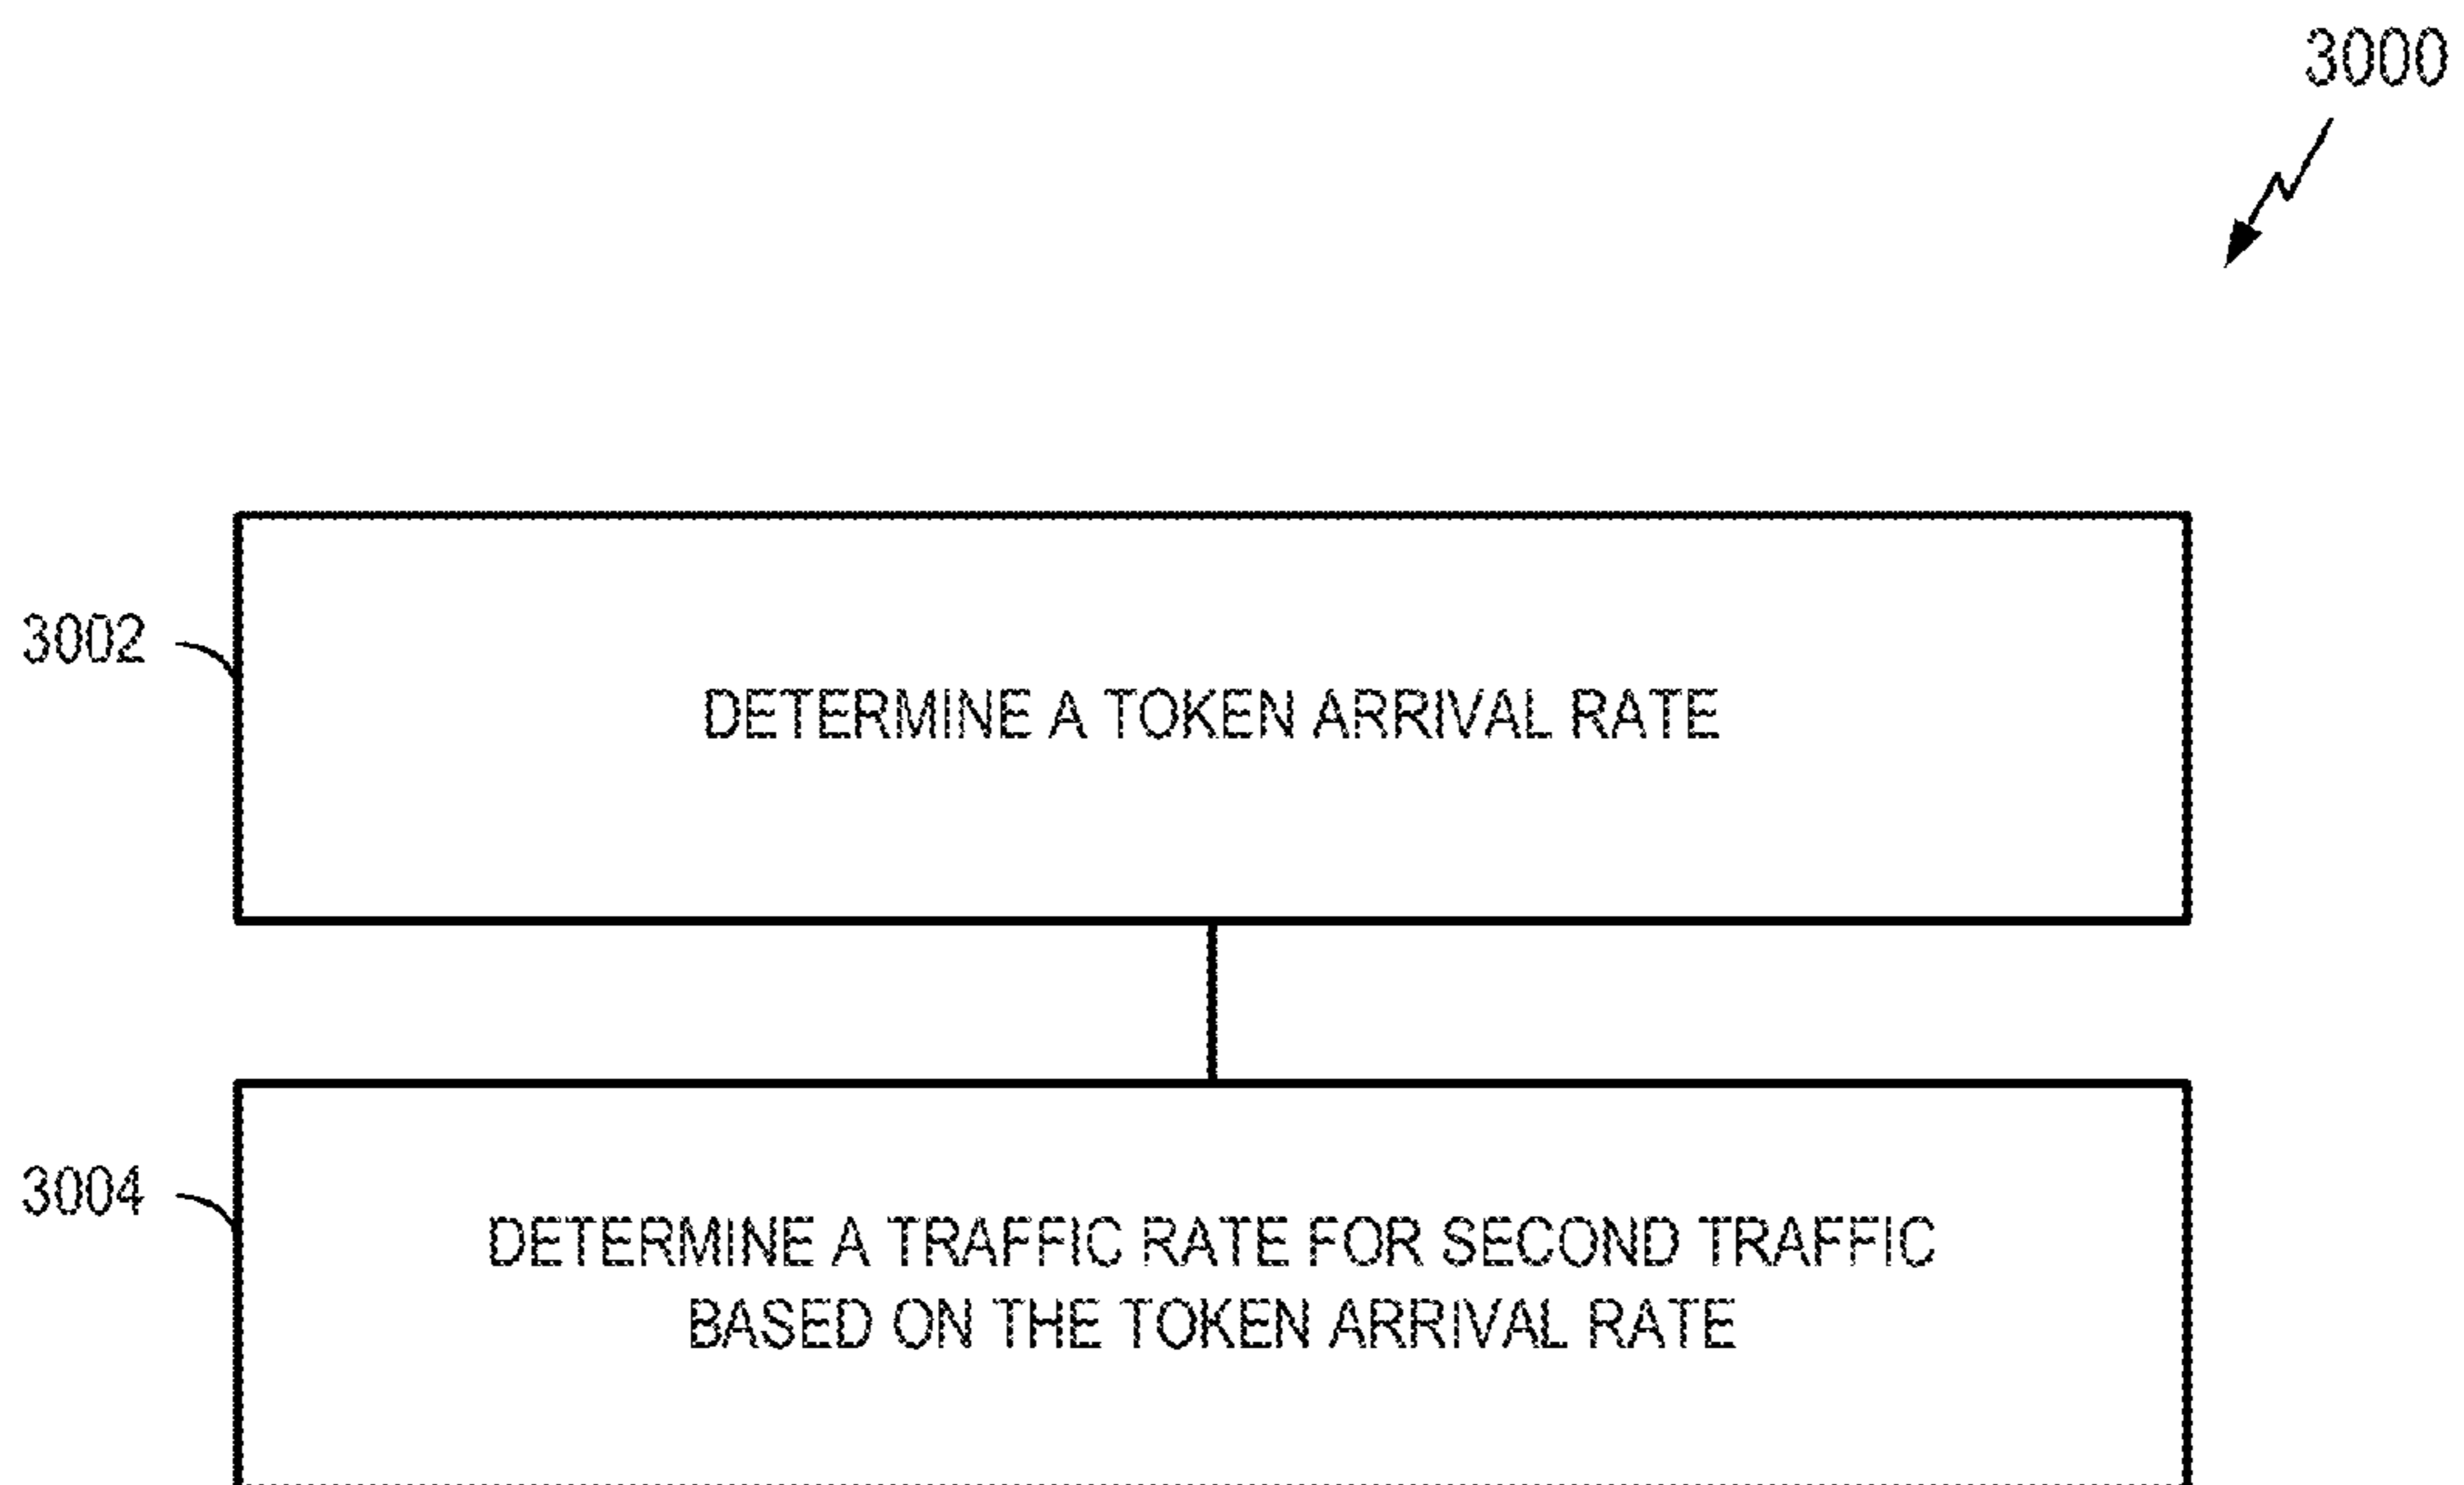 3000
3002
DETERMINE A TOKEN ARRIVAL RATE
3004
DETERMINE A TRAFFIC RATE FOR SECOND TRAFFIC
BASED ON THE TOKEN ARRIVAL RATE